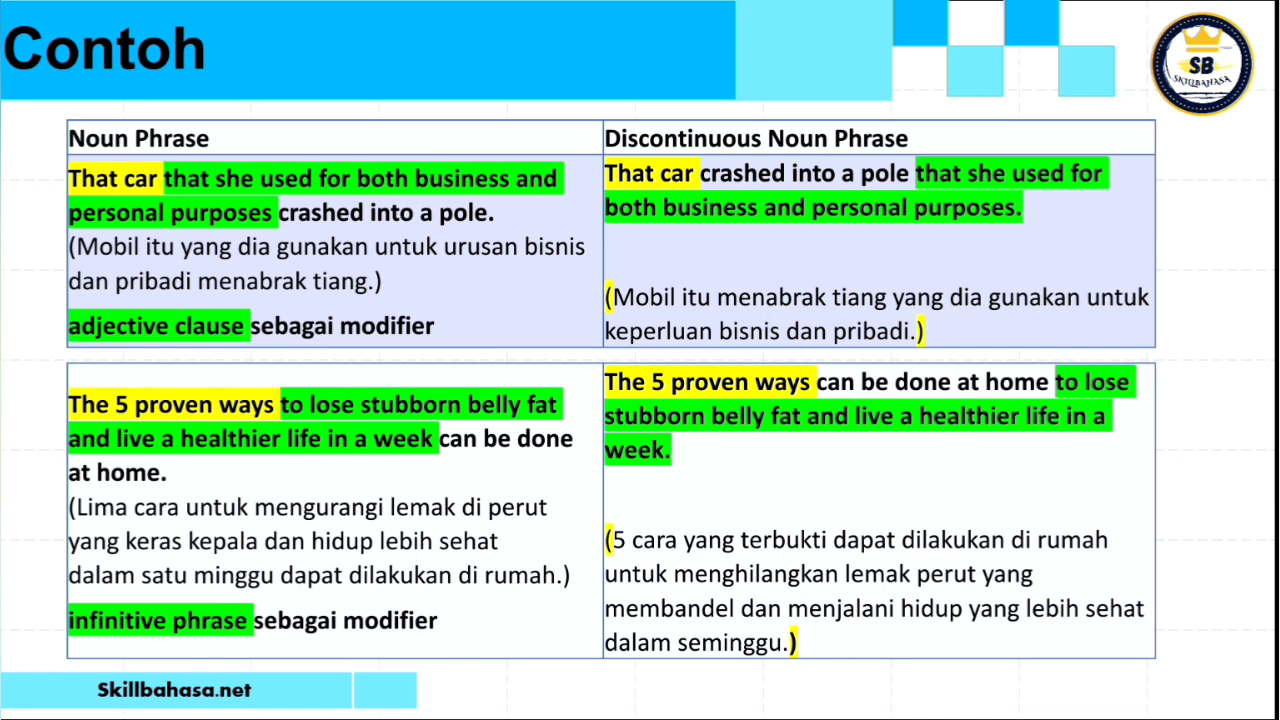 Contoh
SB
SKILLBAHASA
Noun Phrase
That car that she used for both business and
personal purposes crashed into a pole.
(Mobil itu yang dia gunakan untuk urusan bisnis
dan pribadi menabrak tiang.)
adjective clause sebagai modifier
Discontinuous Noun Phrase
That car crashed into a pole that she used for
both business and personal purposes.
(Mobil itu menabrak tiang yang dia gunakan untuk
keperluan bisnis dan pribadi.)
The 5 proven ways to lose stubborn belly fat
and live a healthier life in a week can be done
at home.
(Lima cara untuk mengurangi lemak di perut
yang keras kepala dan hidup lebih sehat
dalam satu minggu dapat dilakukan di rumah.)
infinitive phrase sebagai modifier
The 5 proven ways can be done at home to lose
stubborn belly fat and live a healthier life in a
week.
(5 cara yang terbukti dapat dilakukan di rumah
untuk menghilangkan lemak perut yang
membandel dan menjalani hidup yang lebih sehat
dalam seminggu.)
Skillbahasa.net